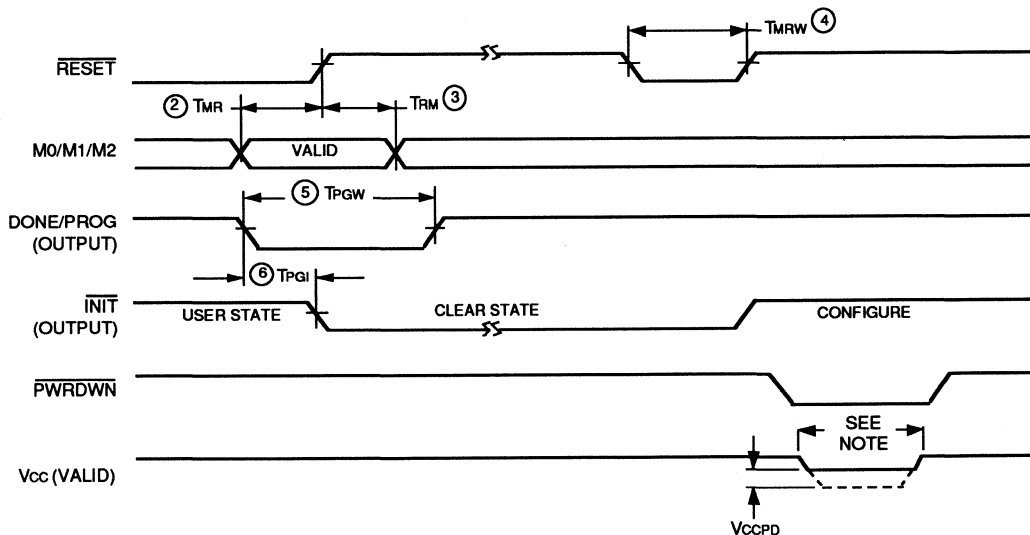 TMRW ④
RESET
② TMR
TRM ③
M0/M1/M2
VALID
⑤ TPGW
DONE/PROG
(OUTPUT)
⑥ TPGI
INIT
(OUTPUT)
USER STATE
CLEAR STATE
CONFIGURE
PWRDWN
SEE
NOTE
VCC (VALID)
VCCPD